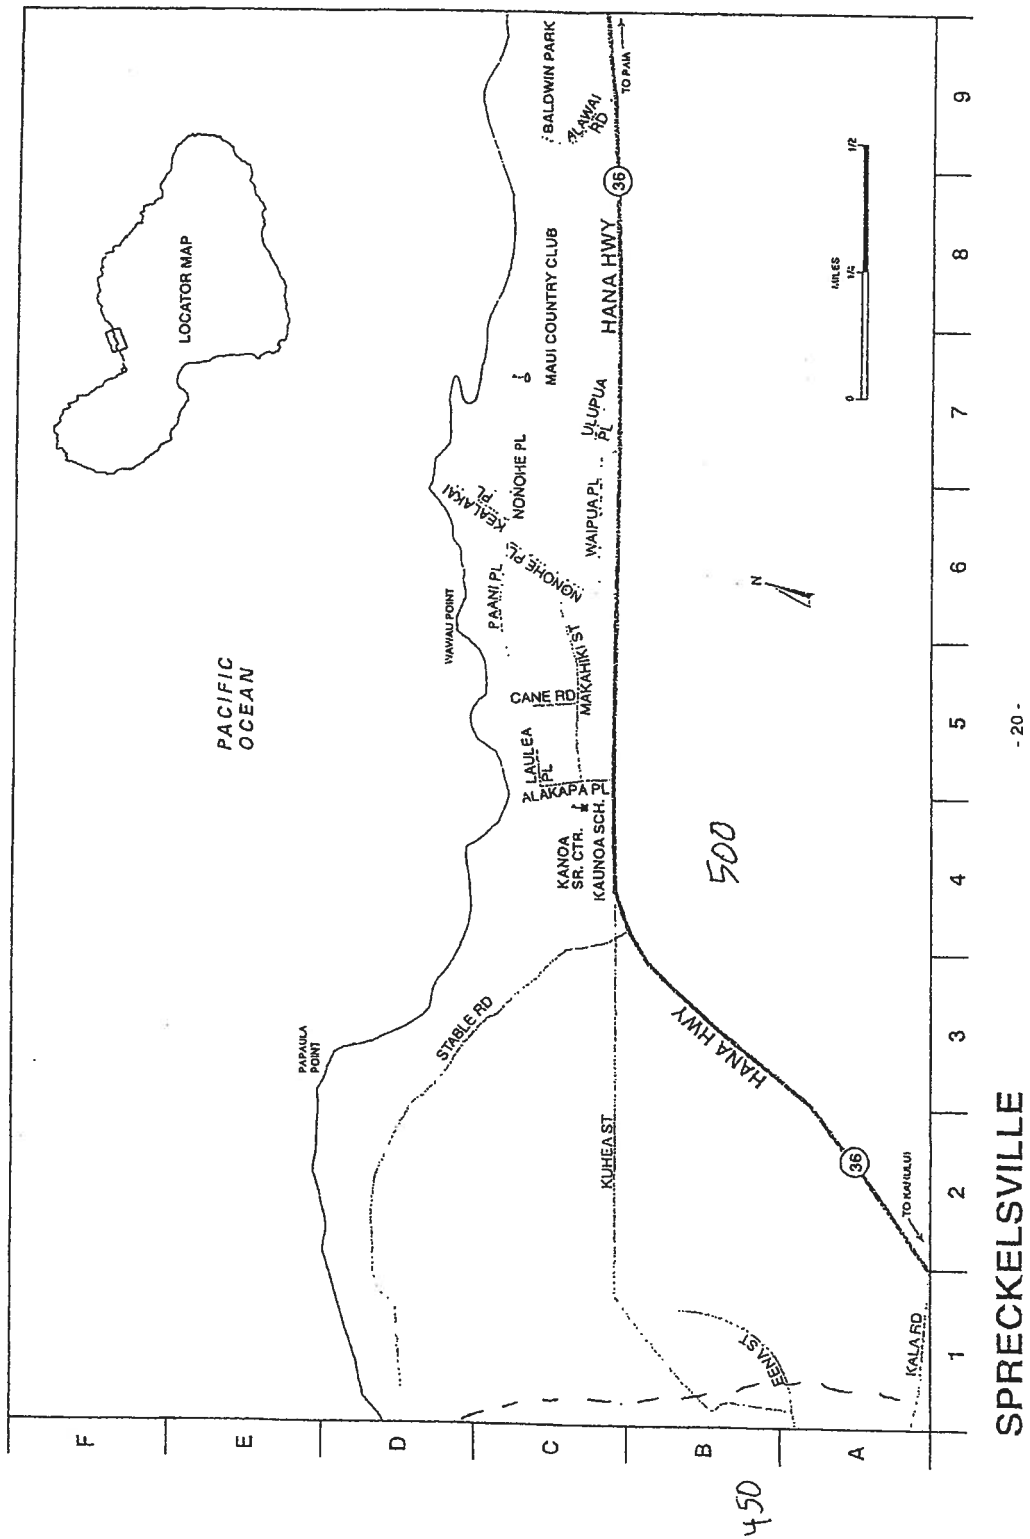 F
E
D
C
B
A
1
2
3
4
5
6
7
8
9
LOCATOR MAP
PACIFIC
OCEAN
PAPAULA
POINT
WAWAU POINT
STABLE RD
KUHEA ST
EENA ST
KALA RD
TO KAHULUI
36
HANA HWY
KANOA
SR. CTR.
KAUNOA SCH.
ALAKAPA PL
LAULEA
PL
CANE RD
MAKAHIKI ST
PAANI PL
NONOHE PL
KEALAKAI
PL
NONOHE PL
WAIPUA PL
ULUPUA
PL
MAUI COUNTRY CLUB
HANA HWY
36
BALDWIN PARK
RD
TO PAIA
MILES
0
1/4
1/2
N
500
450
SPRECKELSVILLE
- 20 -